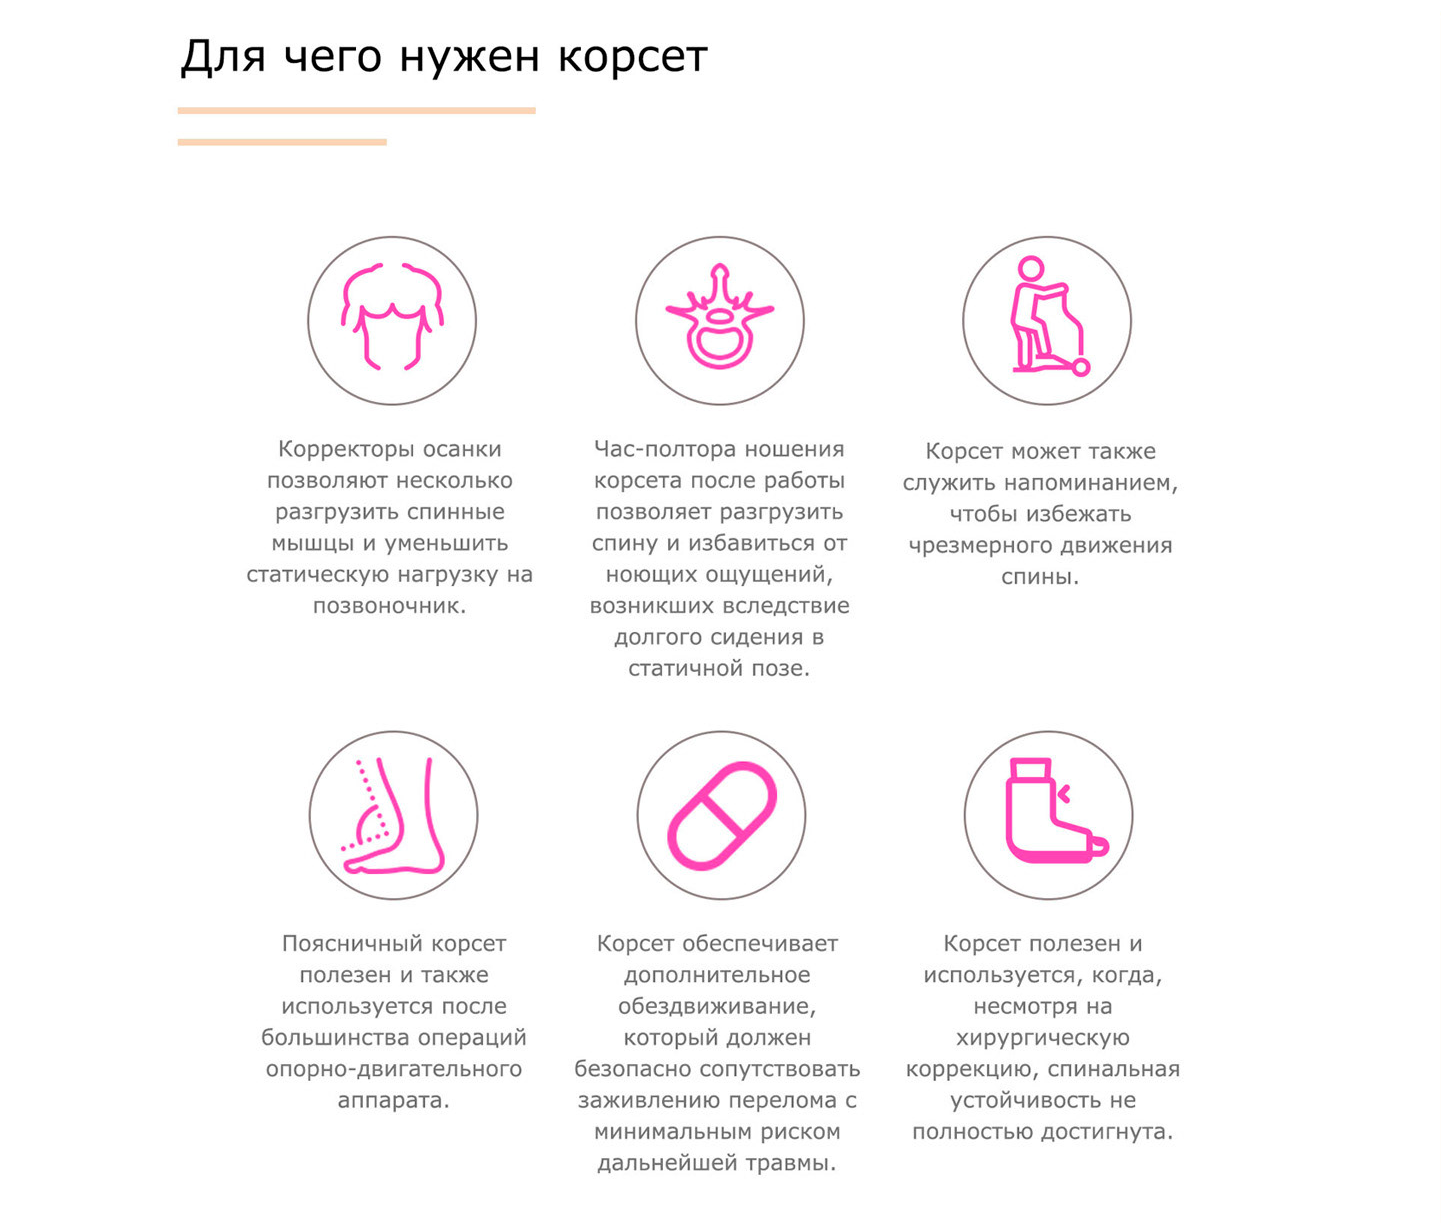 Для чего нужен корсет
Корректоры осанки
позволяют несколько
разгрузить спинные
мышцы и уменьшить
статическую нагрузку на
позвоночник.
Час-полтора ношения
корсета после работы
позволяет разгрузить
спину и избавиться от
ноющих ощущений,
возникших вследствие
долгого сидения в
статичной позе.
Корсет может также
служить напоминанием,
чтобы избежать
чрезмерного движения
спины.
Поясничный корсет
полезен и также
используется после
большинства операций
опорно-двигательного
аппарата.
Корсет обеспечивает
дополнительное
обездвиживание,
который должен
безопасно сопутствовать
заживлению перелома с
минимальным риском
дальнейшей травмы.
Корсет полезен и
используется, когда,
несмотря на
хирургическую
коррекцию, спинальная
устойчивость не
полностью достигнута.